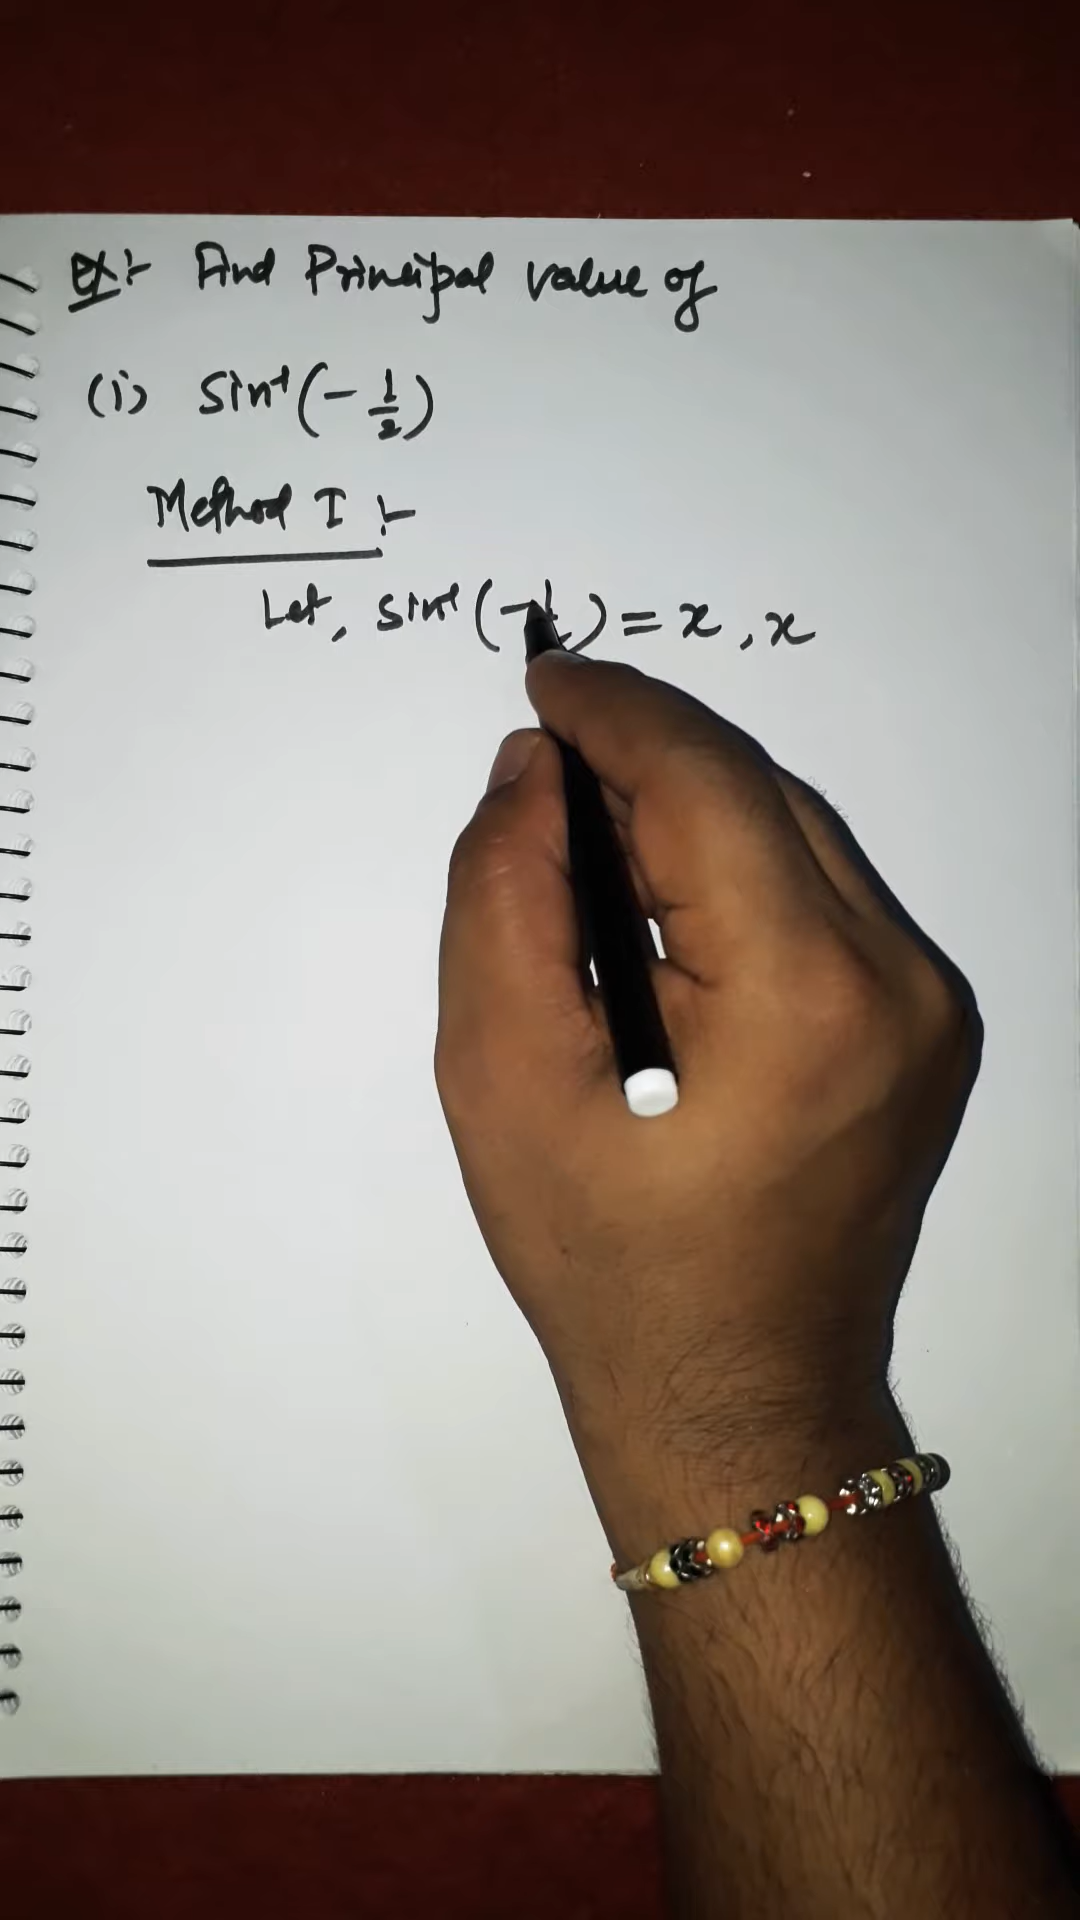 Ex:- Find Principal value of
(i) Sin⁻¹(-1/2)
Method I :-
Let, Sin⁻¹(-1/2) = x, x